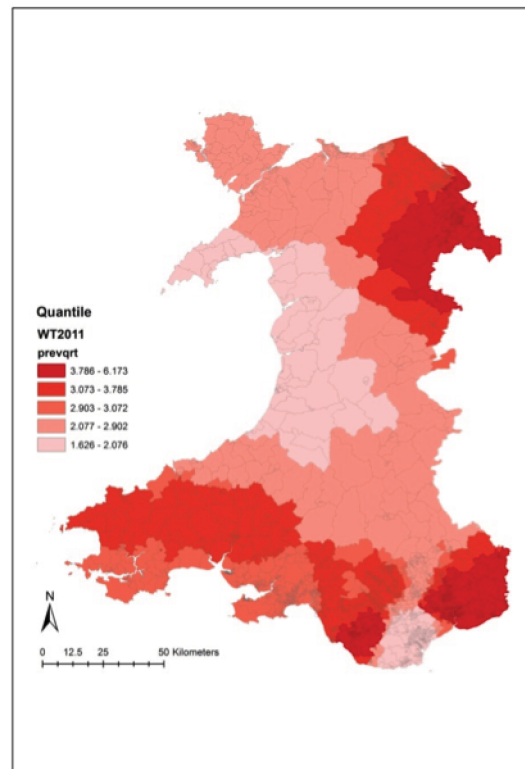 Quantile
WT2011
prevqrt
3.786 - 6.173
3.073 - 3.785
2.903 - 3.072
2.077 - 2.902
1.626 - 2.076
N
0 12.5 25 50 Kilometers